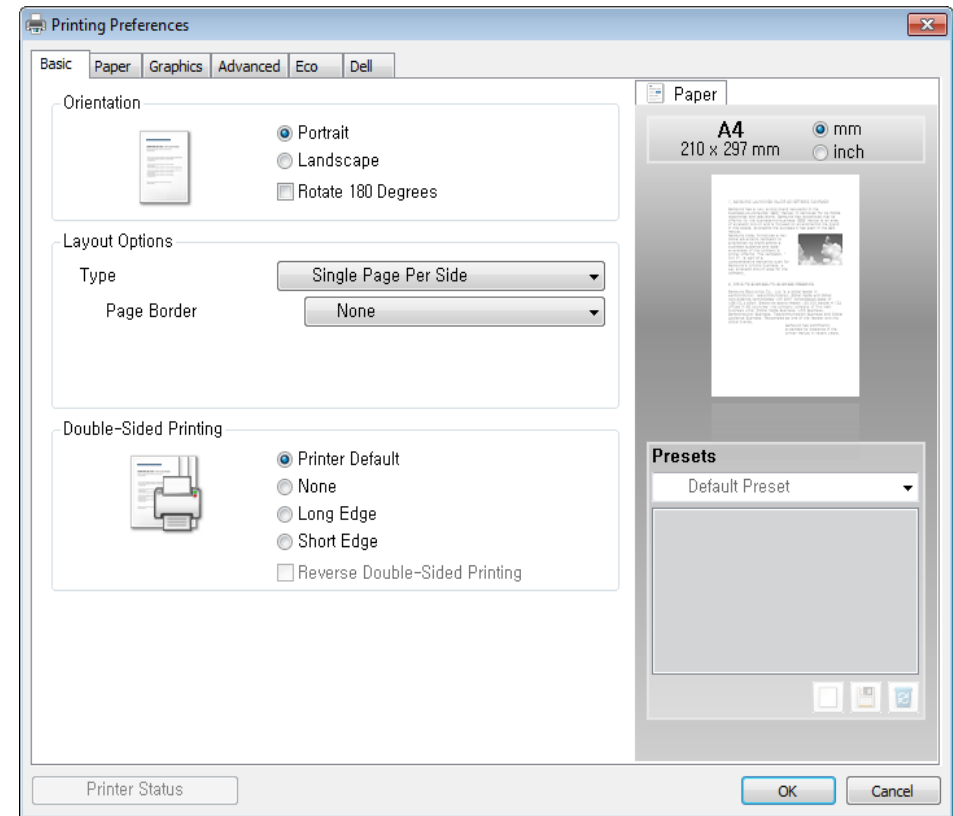 Printing Preferences
Basic Paper Graphics Advanced Eco Dell
Orientation
Portrait
Landscape
Rotate 180 Degrees
Layout Options
Type Single Page Per Side
Page Border None
Double-Sided Printing
Printer Default
None
Long Edge
Short Edge
Reverse Double-Sided Printing
Paper
A4
210 x 297 mm
mm
inch
Presets
Default Preset
Printer Status
OK Cancel